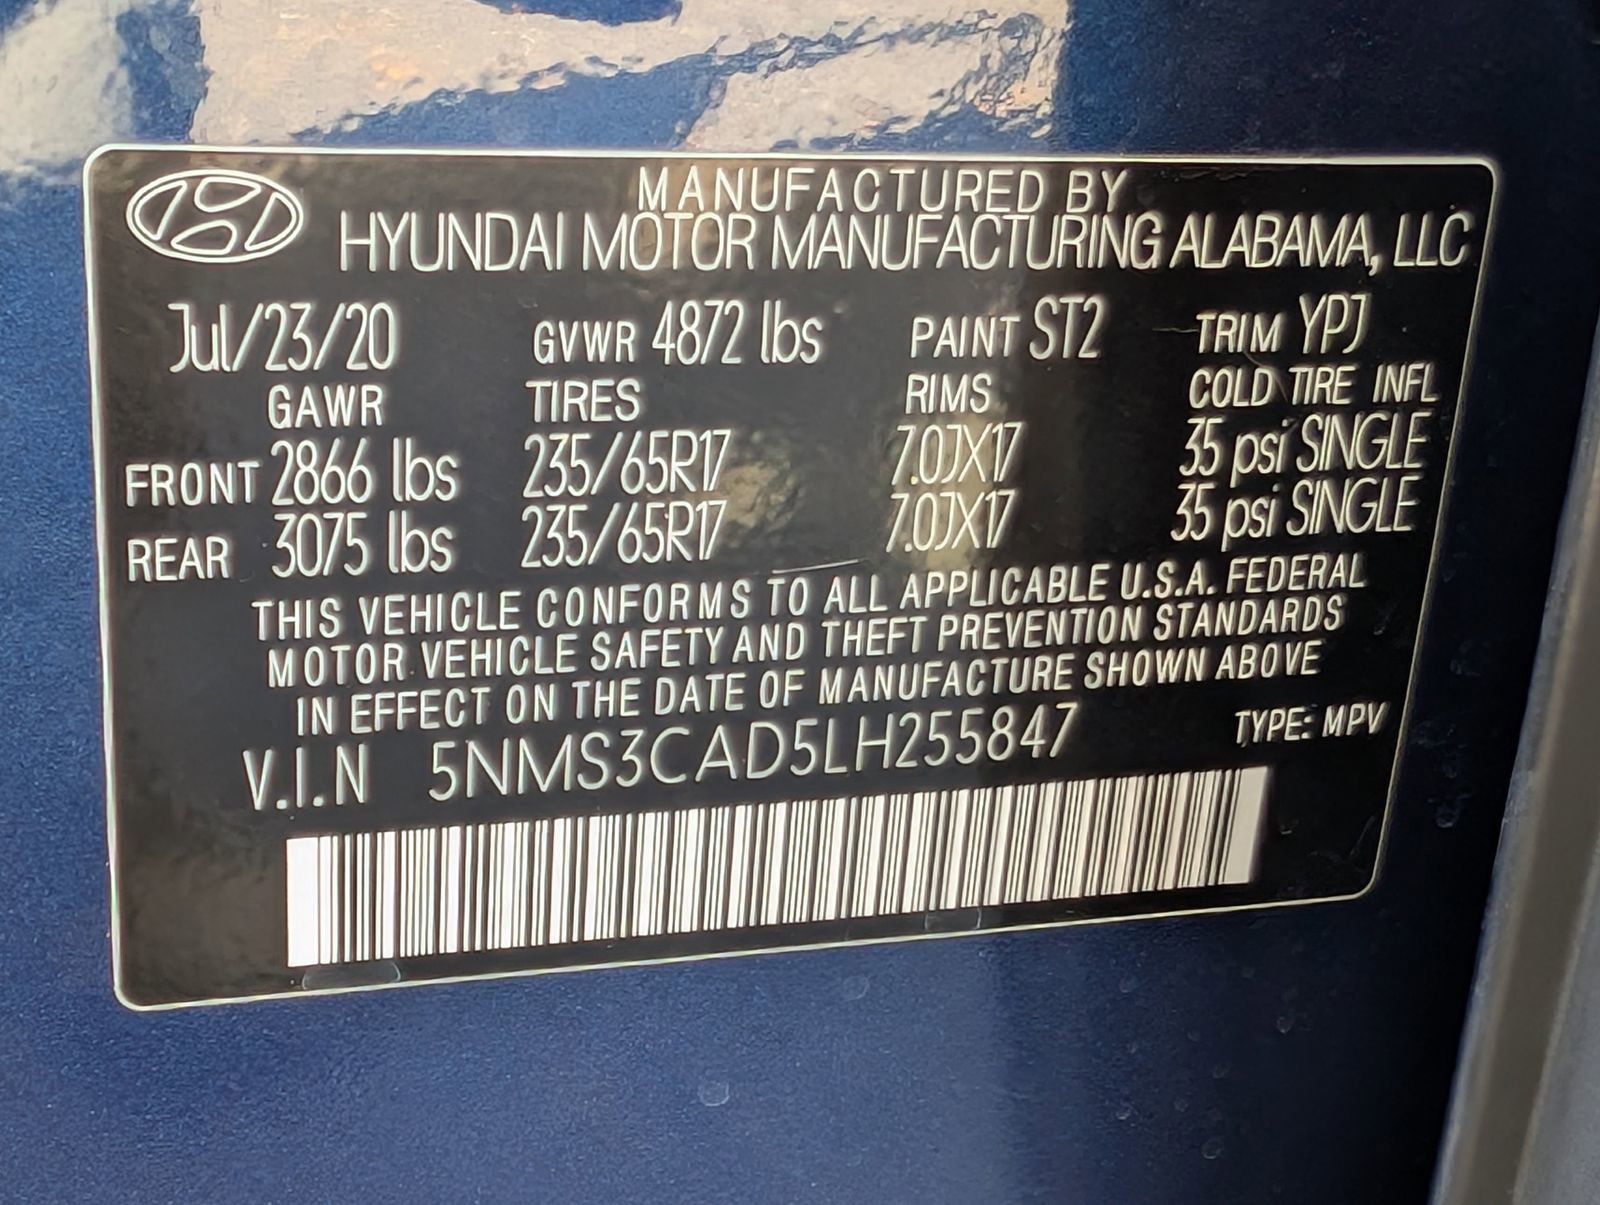 MANUFACTURED BY
HYUNDAI MOTOR MANUFACTURING ALABAMA, LLC
Jul/23/20 GVWR 4872 lbs PAINT ST2 TRIM YPJ
GAWR TIRES RIMS COLD TIRE INFL
FRONT 2866 lbs 235/65R17 7.0JX17 35 psi SINGLE
REAR 3075 lbs 235/65R17 7.0JX17 35 psi SINGLE
THIS VEHICLE CONFORMS TO ALL APPLICABLE U.S.A. FEDERAL
MOTOR VEHICLE SAFETY AND THEFT PREVENTION STANDARDS
IN EFFECT ON THE DATE OF MANUFACTURE SHOWN ABOVE
V.I.N 5NMS3CAD5LH255847 TYPE: MPV